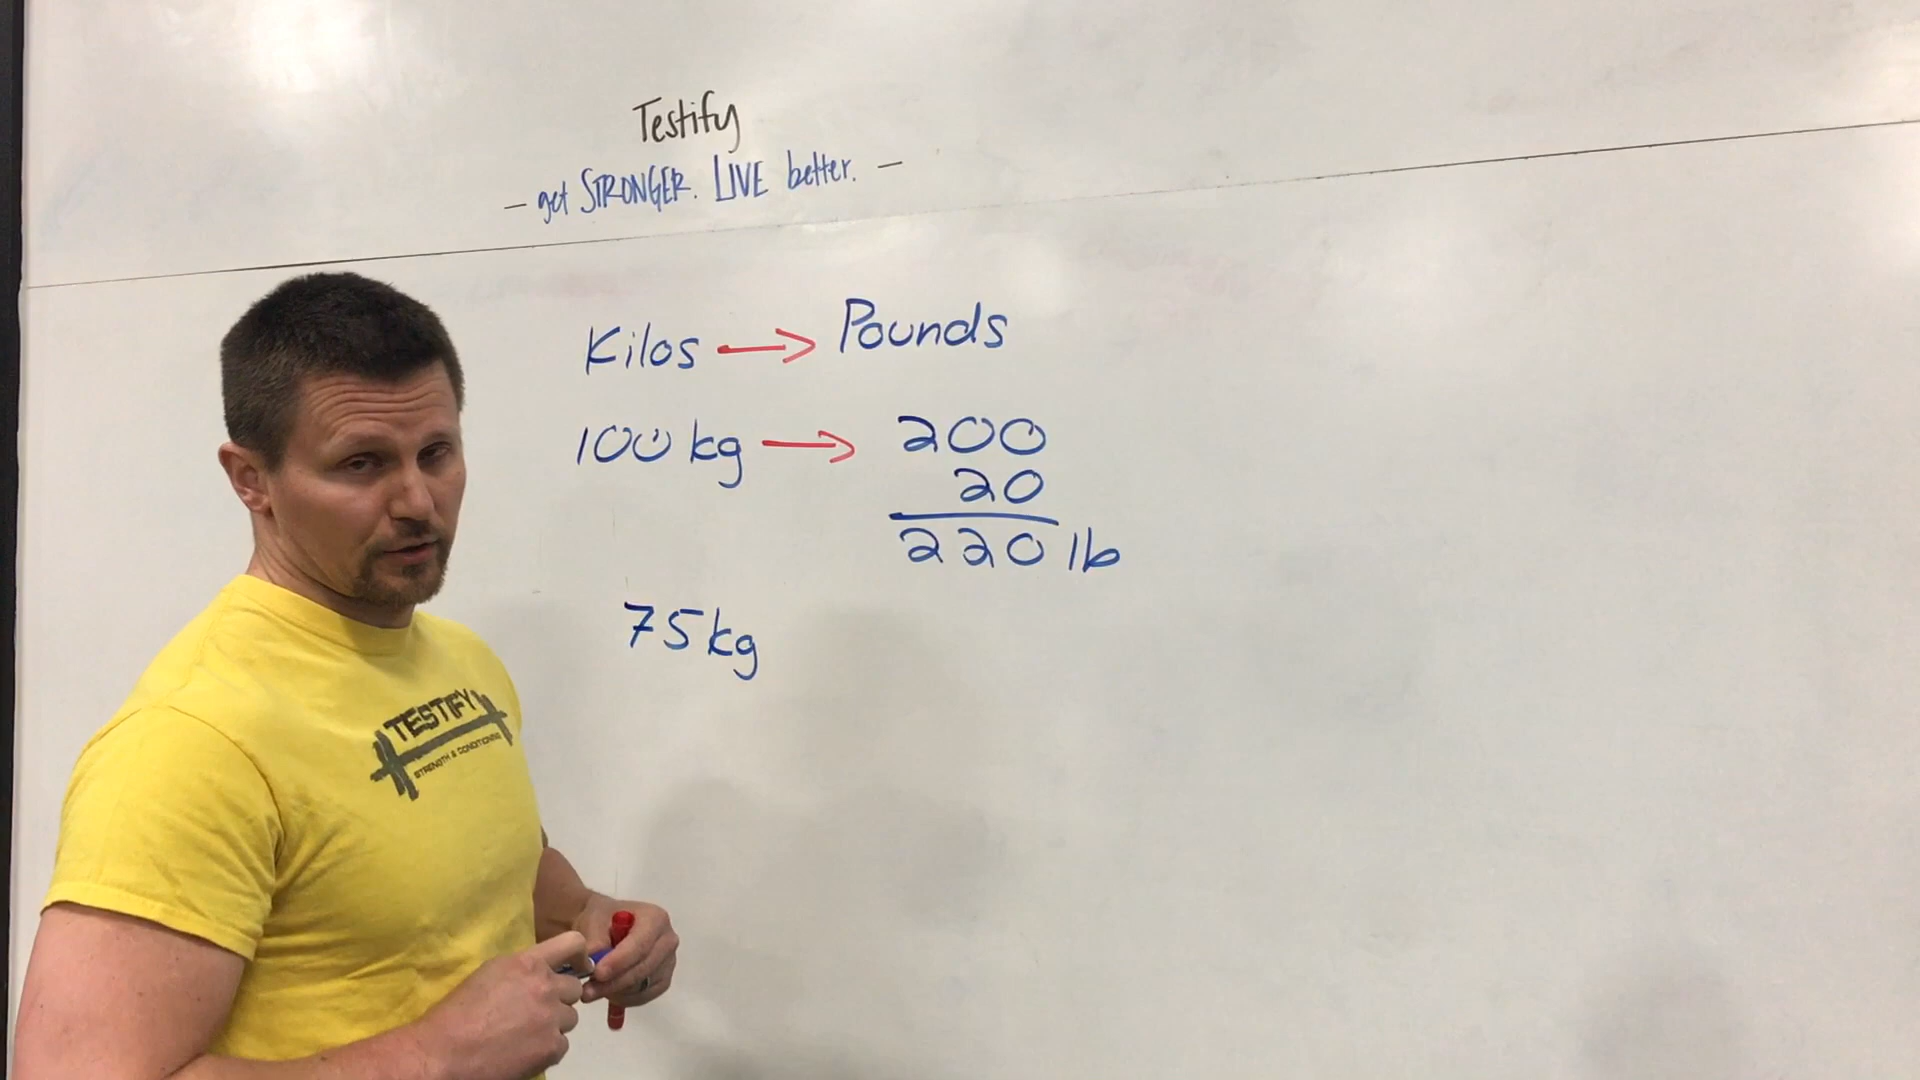 Testify
- get STRONGER. LIVE better. -
Kilos → Pounds
100 kg → 200
20
220 lb
75 kg
TESTIFY
STRENGTH & CONDITIONING